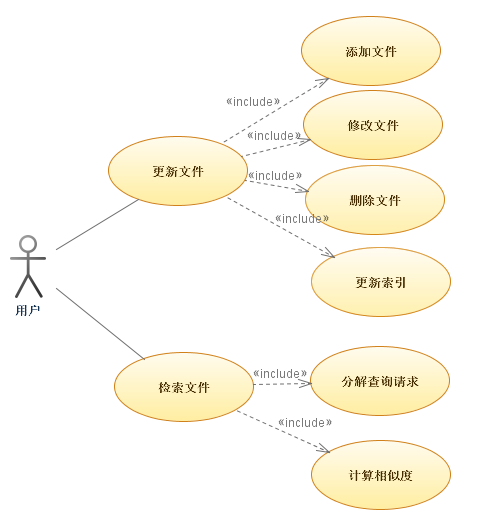 添加文件
«include»
修改文件
«include»
更新文件
«include»
删除文件
«include»
更新索引
用户
检索文件
«include»
分解查询请求
«include»
计算相似度